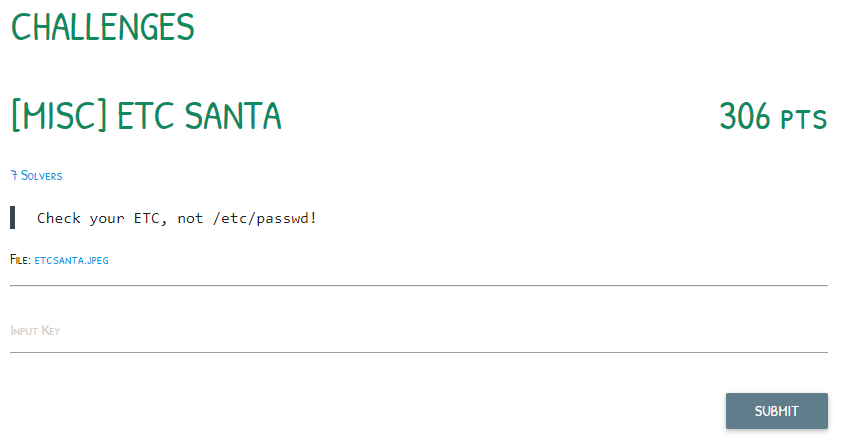 CHALLENGES
[MISC] ETC SANTA 306 PTS
7 SOLVERS
Check your ETC, not /etc/passwd!
FILE: ETCSANTA.JPEG
INPUT KEY
SUBMIT